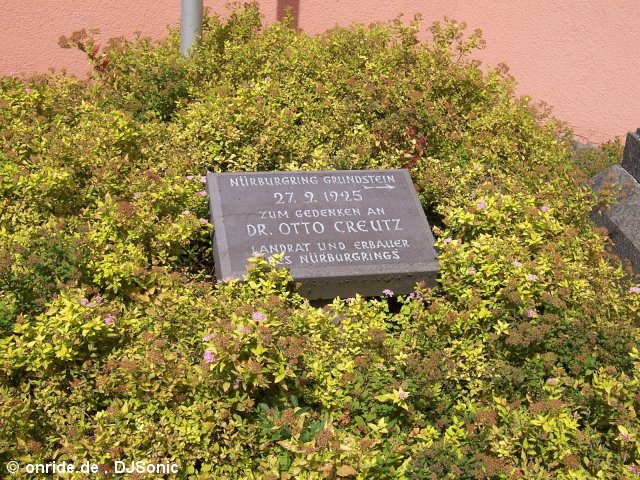 NÜRBURGRING GRUNDSTEIN →
27. 9. 1925
ZUM GEDENKEN AN
DR. OTTO CREUTZ
LANDRAT UND ERBAUER
DES NÜRBURGRINGS
© onride.de . DJSonic